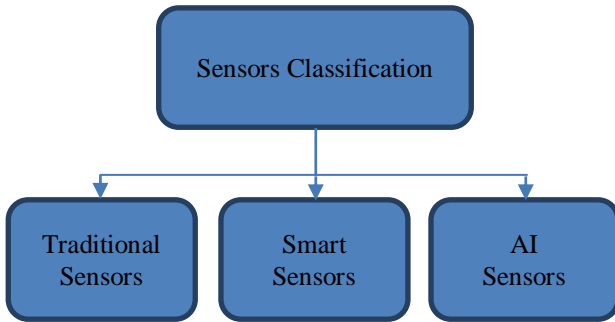 Sensors Classification
Traditional
Sensors
Smart
Sensors
AI
Sensors